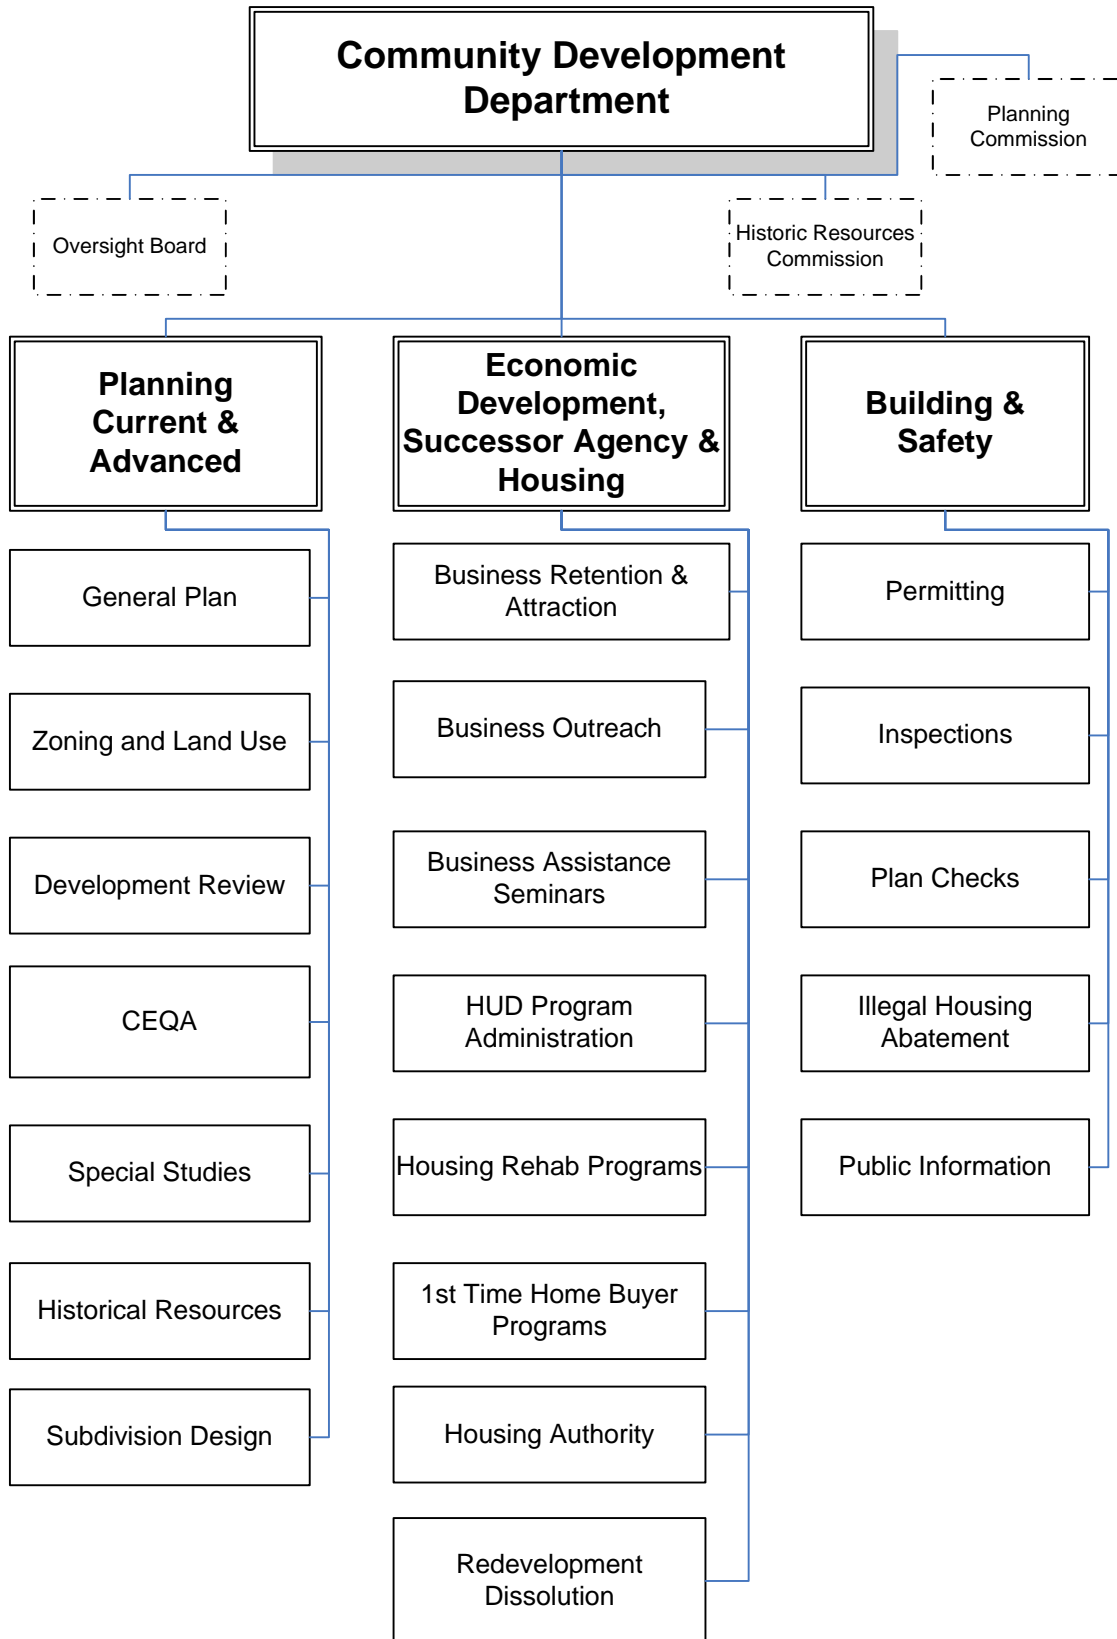 Community Development
Department
Planning
Commission
Oversight Board
Historic Resources
Commission
Planning
Current &
Advanced
Economic
Development,
Successor Agency &
Housing
Building &
Safety
General Plan
Zoning and Land Use
Development Review
CEQA
Special Studies
Historical Resources
Subdivision Design
Business Retention &
Attraction
Business Outreach
Business Assistance
Seminars
HUD Program
Administration
Housing Rehab Programs
1st Time Home Buyer
Programs
Housing Authority
Redevelopment
Dissolution
Permitting
Inspections
Plan Checks
Illegal Housing
Abatement
Public Information